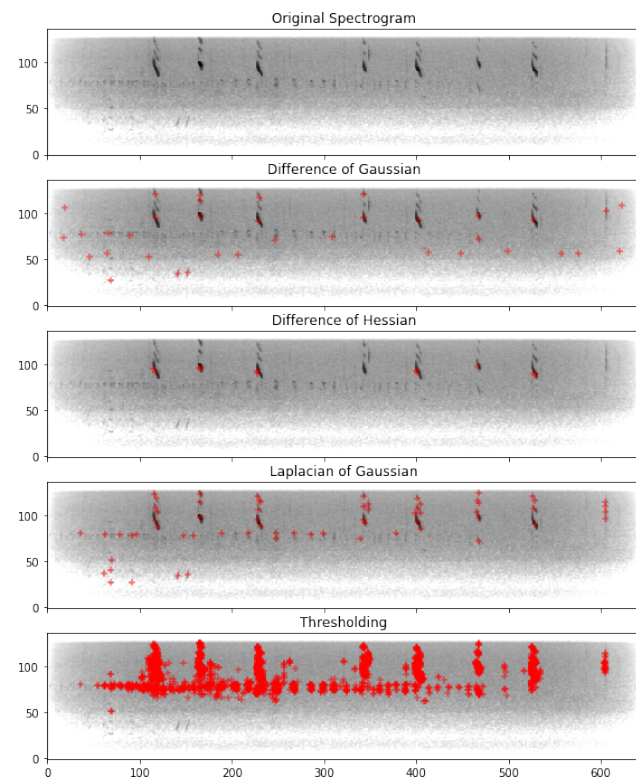 Original Spectrogram
100
50
0
Difference of Gaussian
100
50
0
Difference of Hessian
100
50
0
Laplacian of Gaussian
100
50
0
Thresholding
100
50
0
0 100 200 300 400 500 600